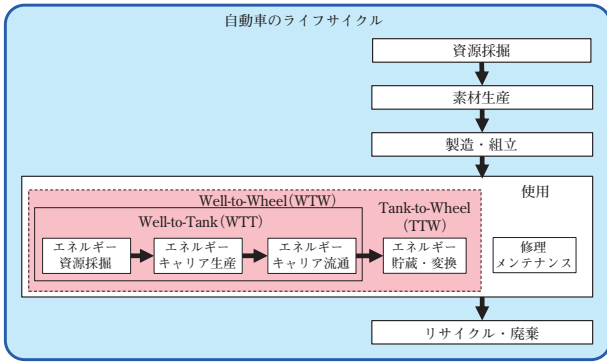 自動車のライフサイクル
資源採掘
素材生産
製造・組立
使用
Well-to-Wheel(WTW)
Well-to-Tank(WTT)
Tank-to-Wheel
(TTW)
エネルギー
資源採掘
エネルギー
キャリア生産
エネルギー
キャリア流通
エネルギー
貯蔵・変換
修理
メンテナンス
リサイクル・廃棄